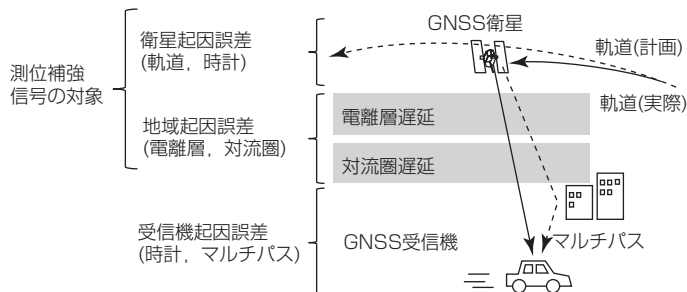 GNSS衛星
衛星起因誤差
(軌道，時計)
軌道(計画)
軌道(実際)
測位補強
信号の対象
地域起因誤差
(電離層，対流圏)
電離層遅延
対流圏遅延
受信機起因誤差
(時計，マルチパス)
GNSS受信機
マルチパス